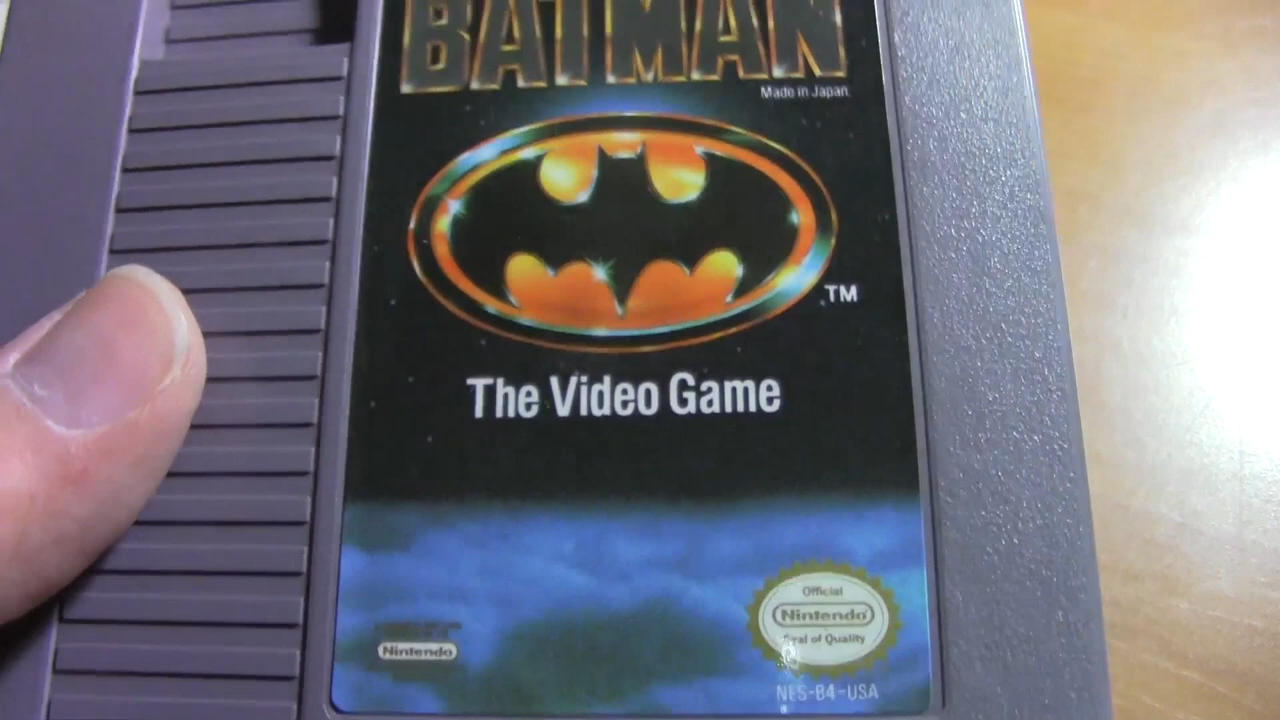 BATMAN
Made in Japan
TM
The Video Game
Official
Nintendo
Seal of Quality
Nintendo
NES-B4-USA